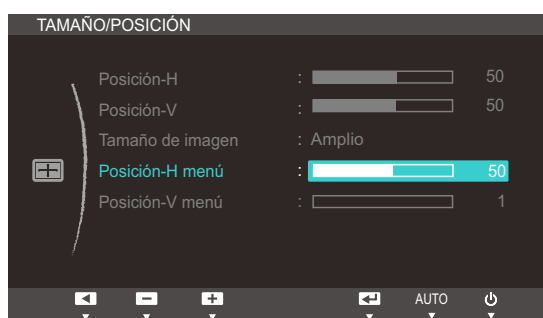 TAMAÑO/POSICIÓN
Posición-H : 50
Posición-V : 50
Tamaño de imagen : Amplio
Posición-H menú : 50
Posición-V menú : 1
AUTO